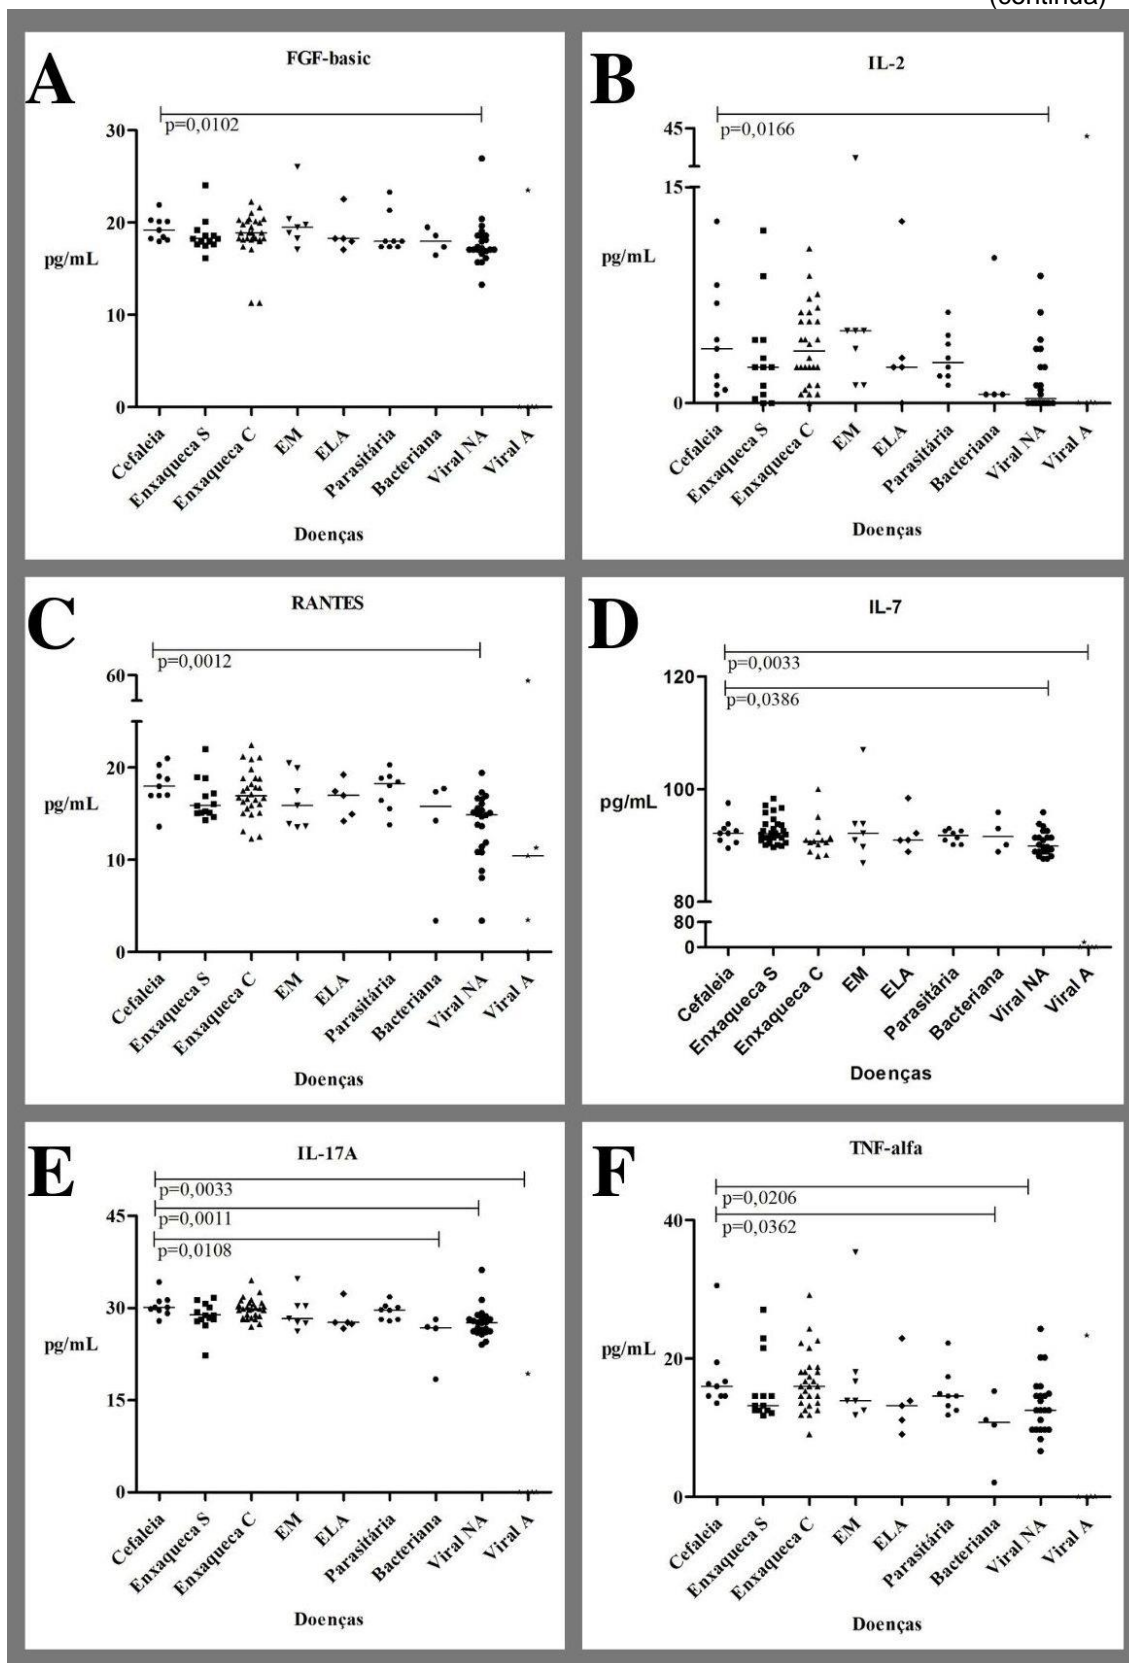 (continua)
A
FGF-basic
p=0,0102
30
20
pg/mL
10
0
Cefaleia
Enxaqueca S
Enxaqueca C
EM
ELA
Parasitária
Bacteriana
Viral NA
Viral A
Doenças
B
IL-2
p=0,0166
45
15
pg/mL
0
Cefaleia
Enxaqueca S
Enxaqueca C
EM
ELA
Parasitária
Bacteriana
Viral NA
Viral A
Doenças
C
RANTES
p=0,0012
60
20
pg/mL
10
0
Cefaleia
Enxaqueca S
Enxaqueca C
EM
ELA
Parasitária
Bacteriana
Viral NA
Viral A
Doenças
D
IL-7
p=0,0033
p=0,0386
120
100
pg/mL
80
80
0
Cefaleia
Enxaqueca S
Enxaqueca C
EM
ELA
Parasitária
Bacteriana
Viral NA
Viral A
Doenças
E
IL-17A
p=0,0033
p=0,0011
p=0,0108
45
30
pg/mL
15
0
Cefaleia
Enxaqueca S
Enxaqueca C
EM
ELA
Parasitária
Bacteriana
Viral NA
Viral A
Doenças
F
TNF-alfa
p=0,0206
p=0,0362
40
20
pg/mL
0
Cefaleia
Enxaqueca S
Enxaqueca C
EM
ELA
Parasitária
Bacteriana
Viral NA
Viral A
Doenças